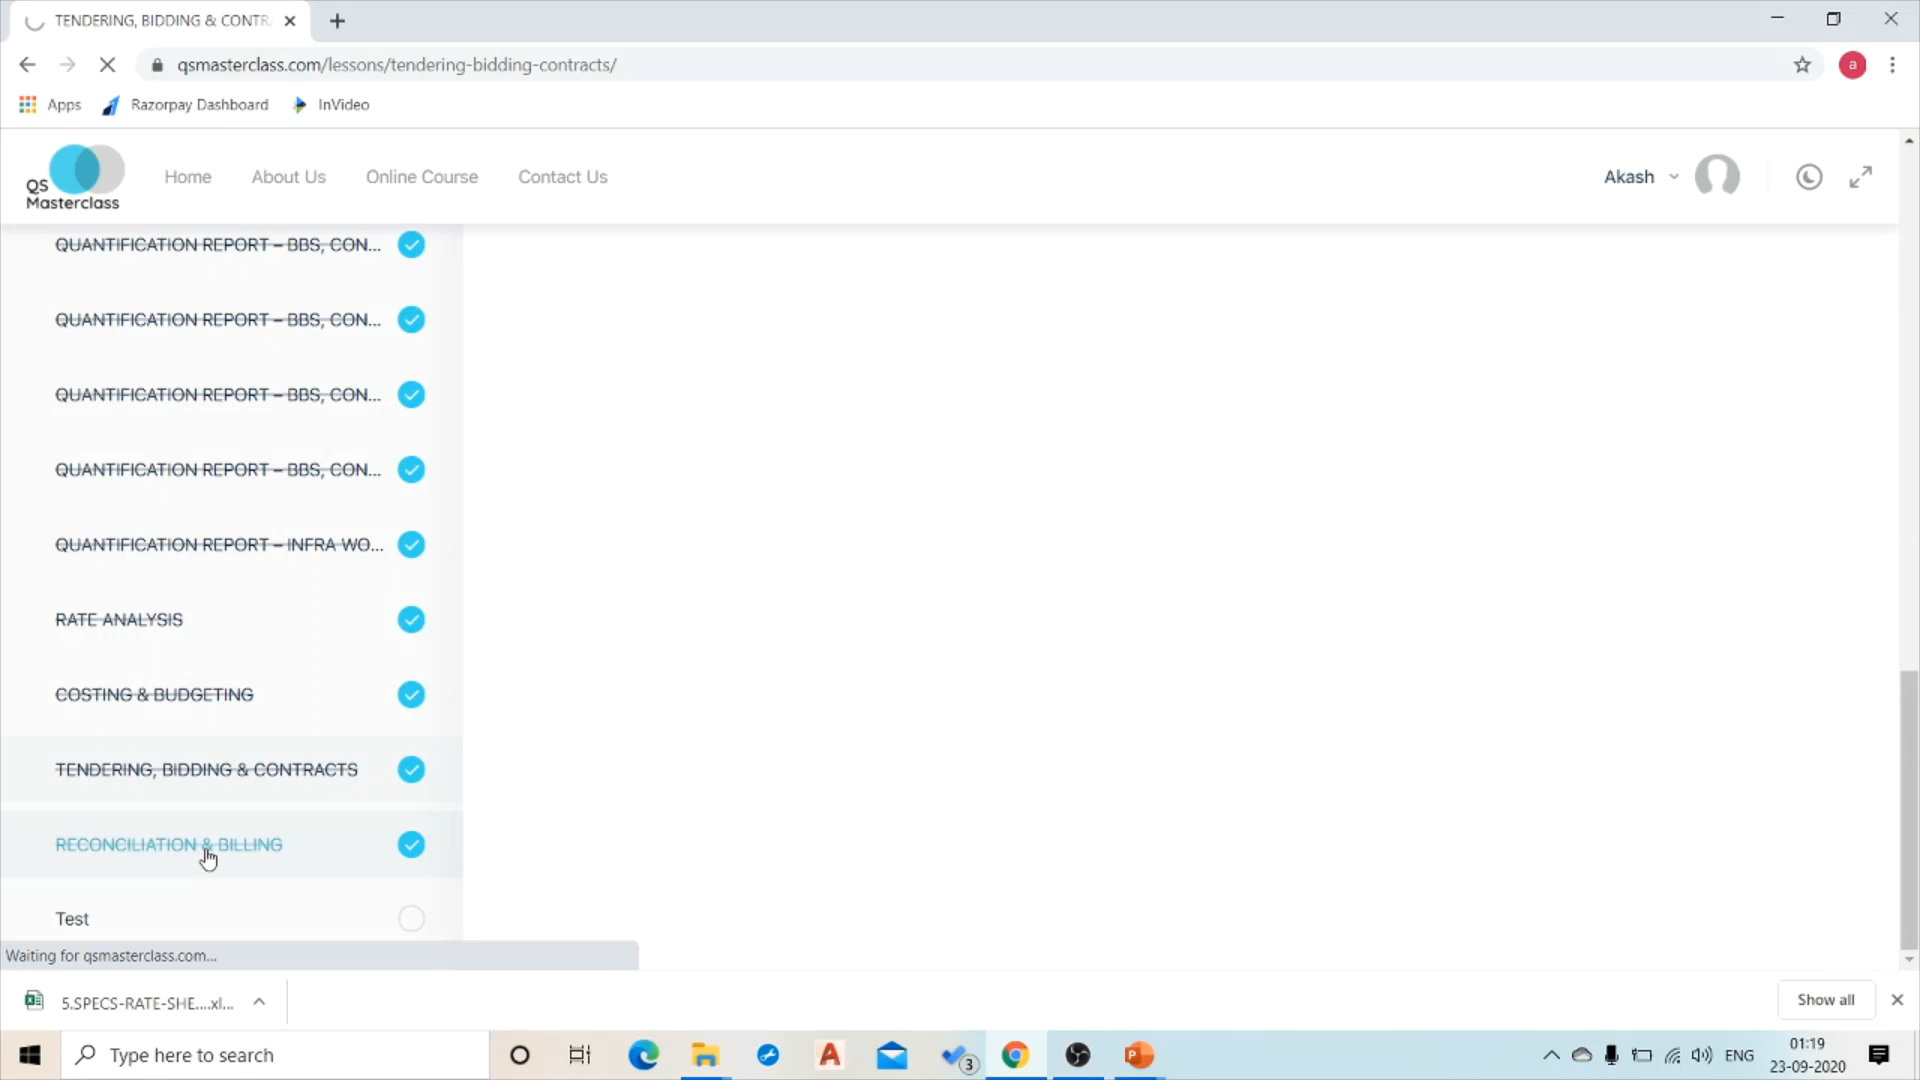 TENDERING, BIDDING & CONTR
qsmasterclass.com/lessons/tendering-bidding-contracts/
a
Apps
Razorpay Dashboard
InVideo
QS
Masterclass
Home
About Us
Online Course
Contact Us
Akash
QUANTIFICATION REPORT – BBS, CON...
QUANTIFICATION REPORT – BBS, CON...
QUANTIFICATION REPORT – BBS, CON...
QUANTIFICATION REPORT – BBS, CON...
QUANTIFICATION REPORT – INFRA WO...
RATE ANALYSIS
COSTING & BUDGETING
TENDERING, BIDDING & CONTRACTS
RECONCILIATION & BILLING
Test
Waiting for qsmasterclass.com...
5.SPECS-RATE-SHE....xl...
Show all
Type here to search
3
ENG
01:19
23-09-2020